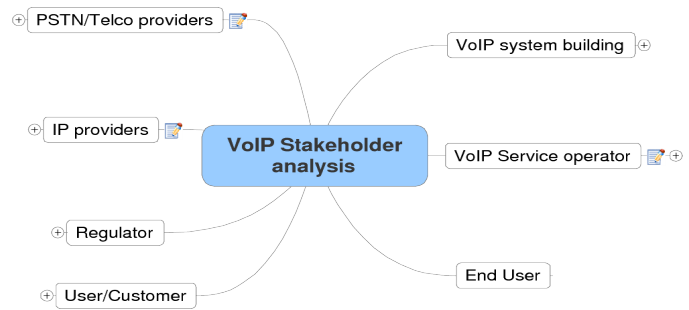 PSTN/Telco providers
VoIP system building
IP providers
VoIP Stakeholder
analysis
VoIP Service operator
Regulator
End User
User/Customer